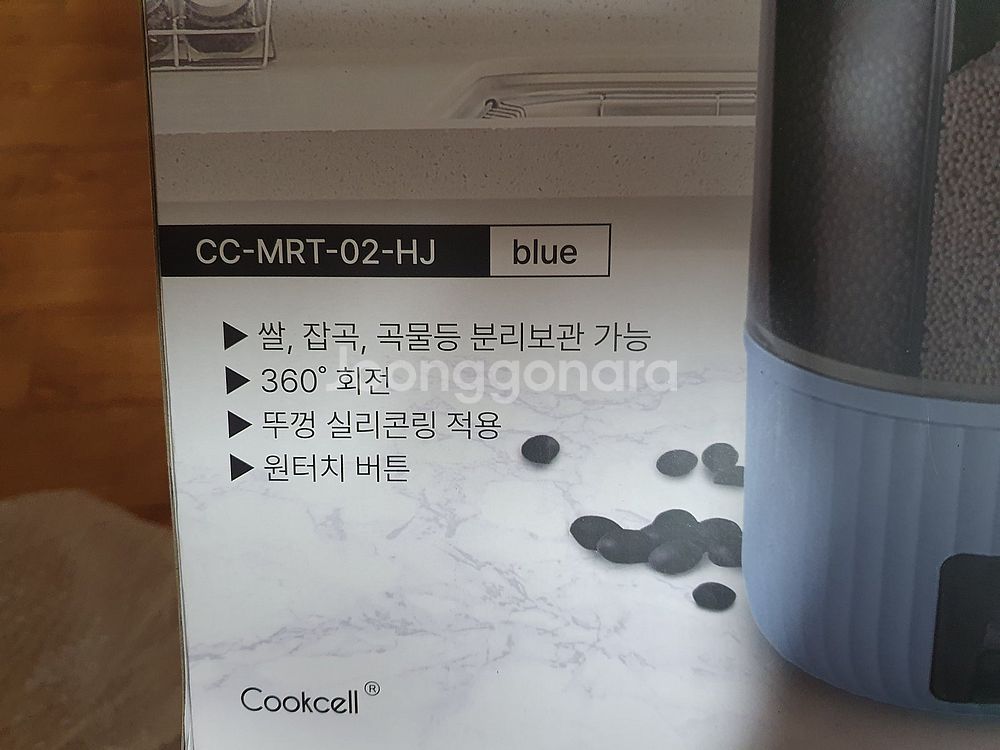 CC-MRT-02-HJ blue
▶ 쌀, 잡곡, 곡물등 분리보관 가능
Joonggonara
▶ 360° 회전
▶ 뚜껑 실리콘링 적용
▶ 원터치 버튼
Cookcell®